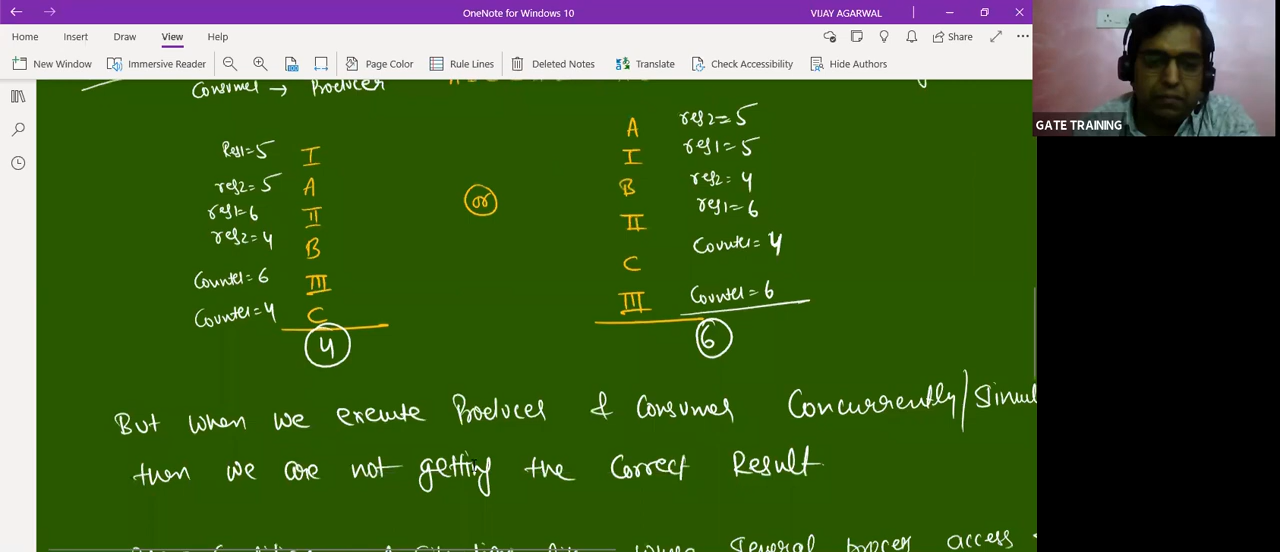 OneNote for Windows 10
VIJAY AGARWAL
Home Insert Draw View Help
Share
New Window Immersive Reader Page Color Rule Lines Deleted Notes Translate Check Accessibility Hide Authors
GATE TRAINING
Consumer → Producer
Reg1=5 I
reg2=5 A
reg1=6 II
reg2=4 B
Counter=6 III
Counter=4 C
4
or
A reg2=5
I reg1=5
B reg2=4
II reg1=6
C Counter=4
III Counter=6
6
But when we execute Producer & Consumer Concurrently/Simul
then we are not getting the Correct Result.
when several process access